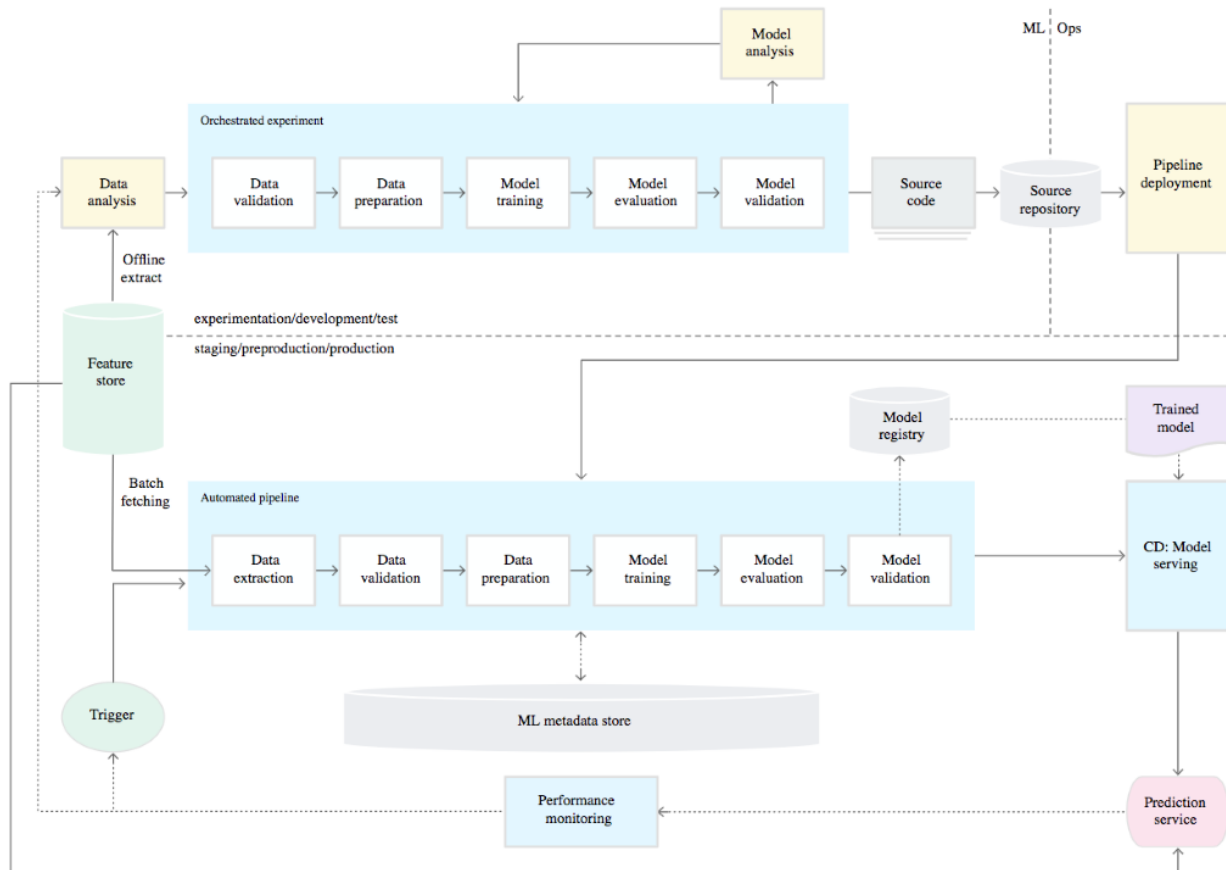 Model
analysis
ML
Ops
Orchestrated experiment
Data
analysis
Data
validation
Data
preparation
Model
training
Model
evaluation
Model
validation
Source
code
Source
repository
Pipeline
deployment
Offline
extract
experimentation/development/test
staging/preproduction/production
Feature
store
Model
registry
Trained
model
Batch
fetching
Automated pipeline
Data
extraction
Data
validation
Data
preparation
Model
training
Model
evaluation
Model
validation
CD: Model
serving
Trigger
ML metadata store
Performance
monitoring
Prediction
service